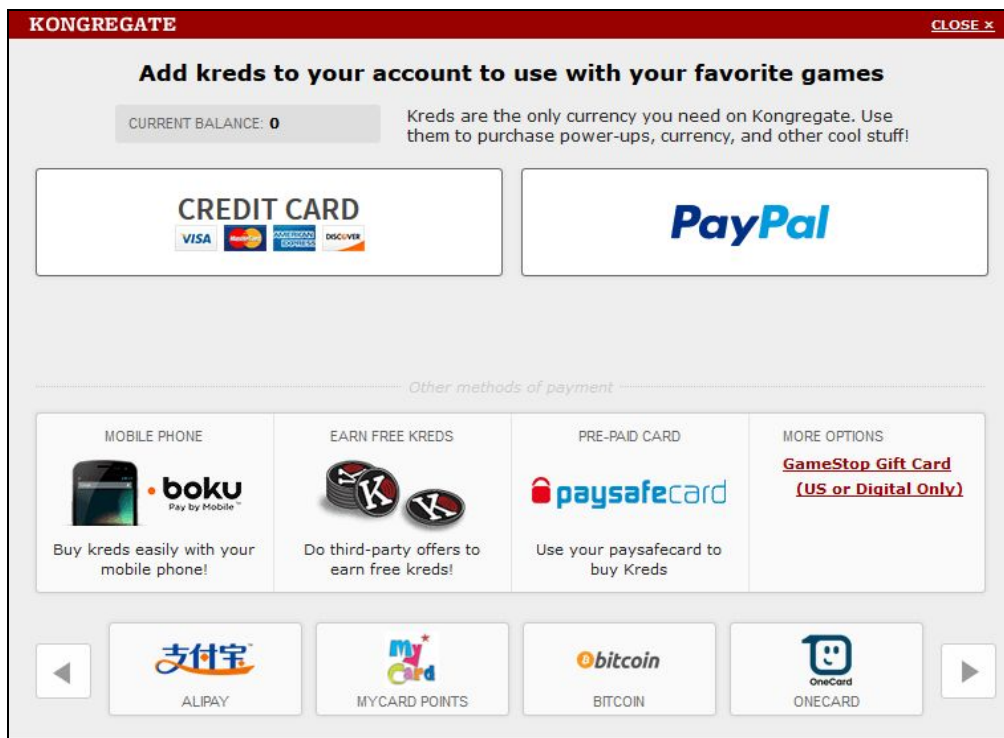 KONGREGATE
CLOSE ×
Add kreds to your account to use with your favorite games
CURRENT BALANCE: 0
Kreds are the only currency you need on Kongregate. Use
them to purchase power-ups, currency, and other cool stuff!
CREDIT CARD
VISA MasterCard AMERICAN EXPRESS DISCOVER
PayPal
Other methods of payment
MOBILE PHONE
boku
Pay by Mobile™
Buy kreds easily with your
mobile phone!
EARN FREE KREDS
K K K
Do third-party offers to
earn free kreds!
PRE-PAID CARD
paysafecard
Use your paysafecard to
buy Kreds
MORE OPTIONS
GameStop Gift Card
(US or Digital Only)
支付宝
ALIPAY
My Card
MYCARD POINTS
bitcoin
BITCOIN
OneCard
ONECARD